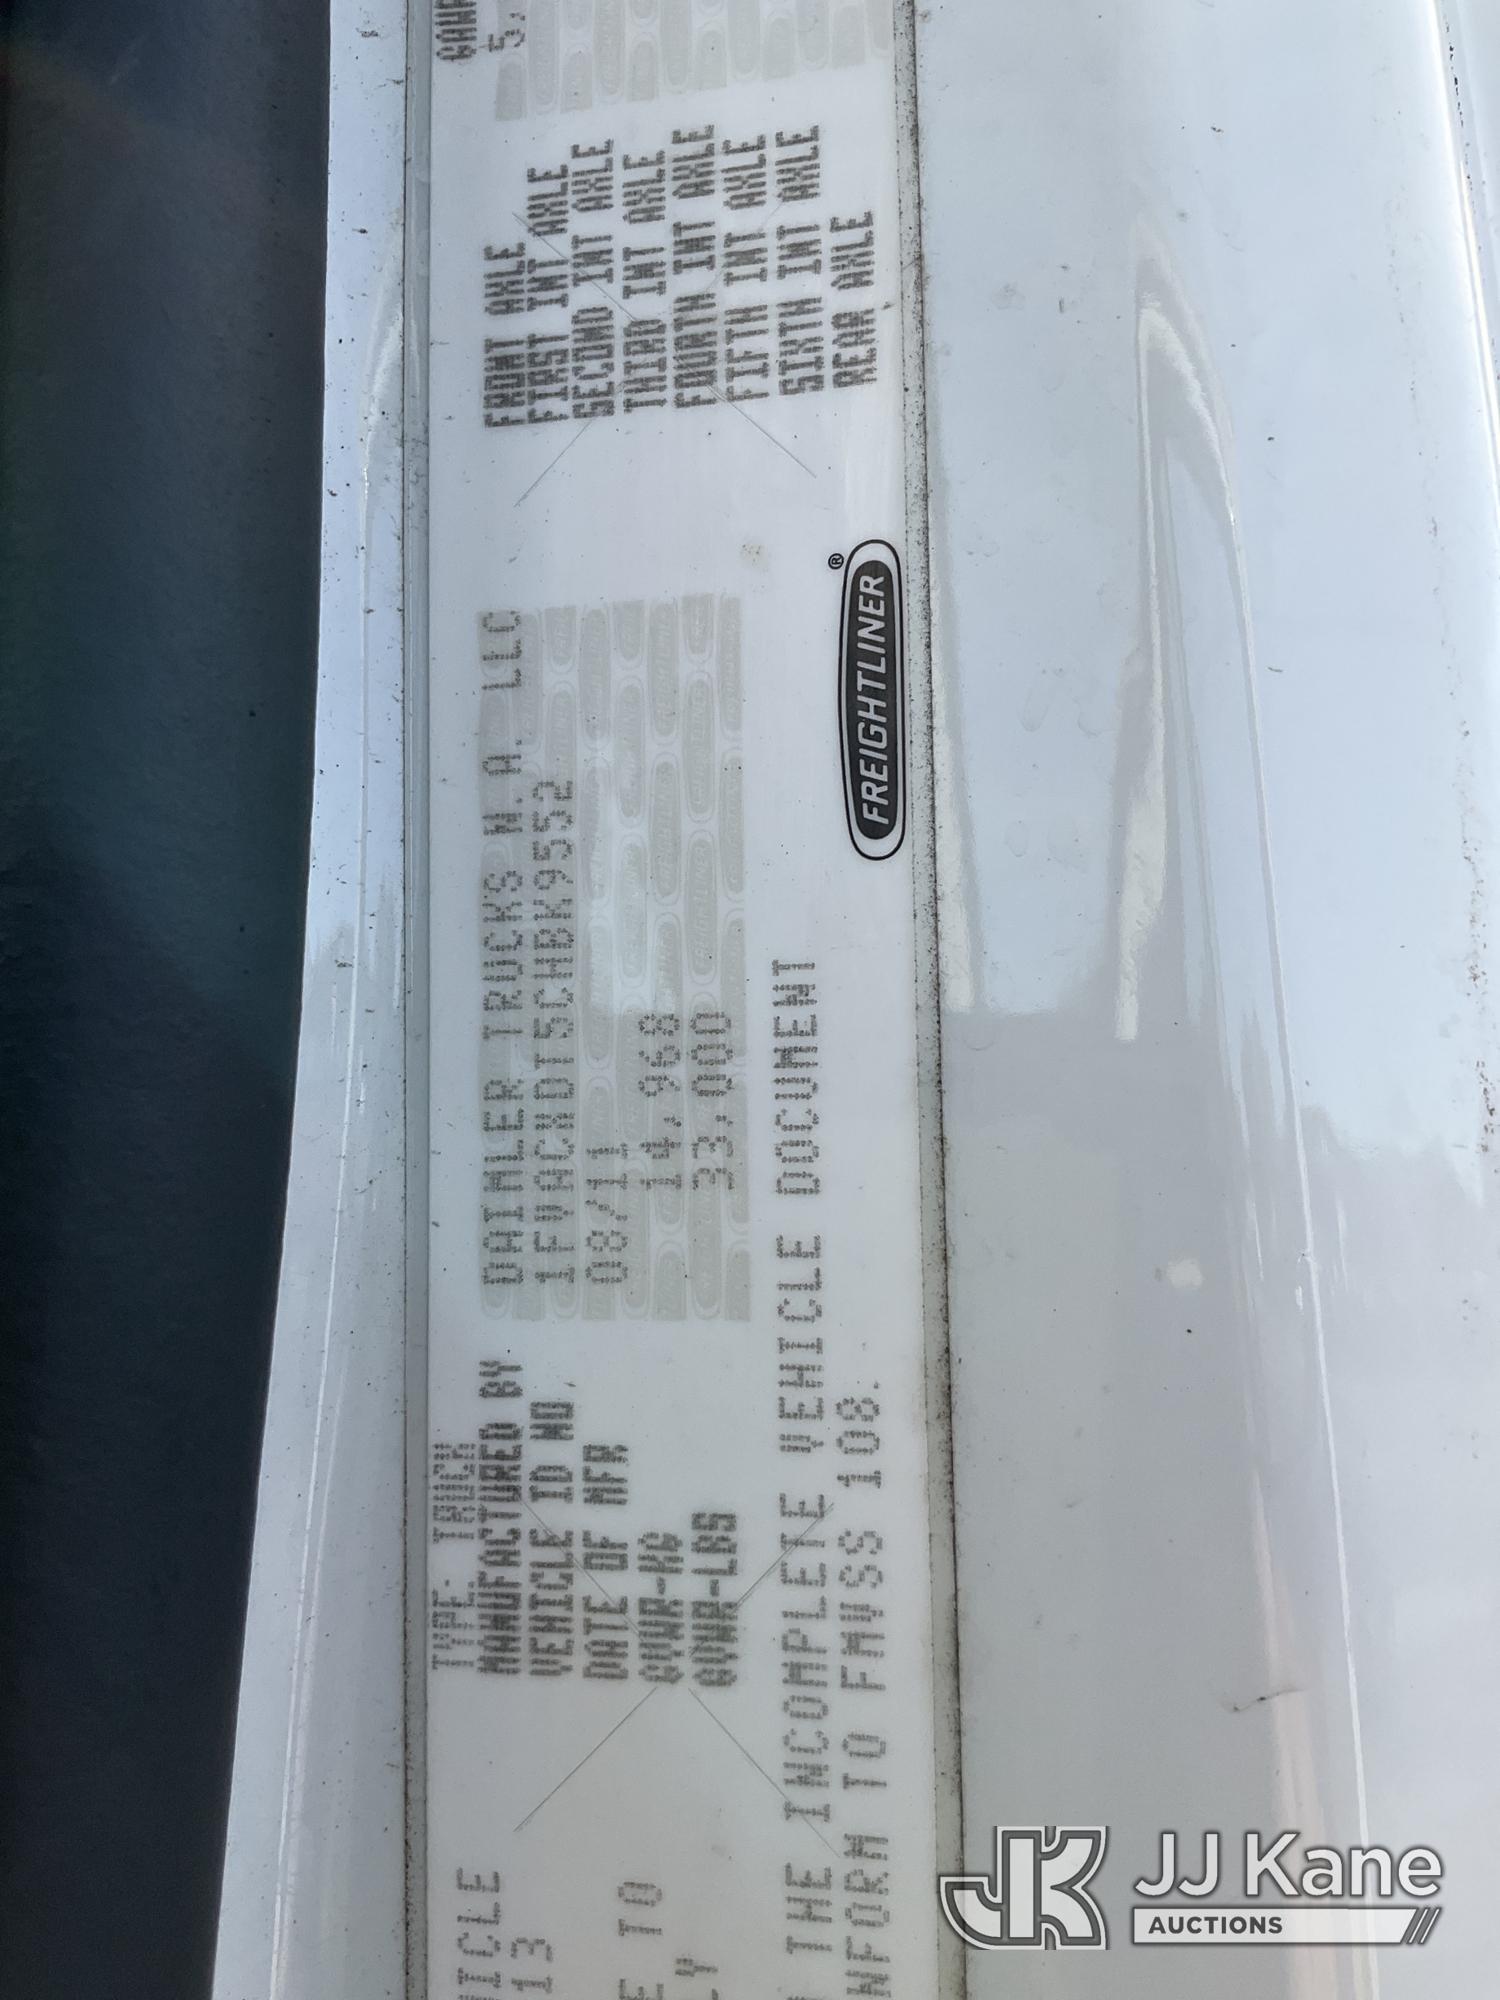 TYPE: TRUCK
MANUFACTURED BY DAIMLER TRUCKS N.A. LLC
VEHICLE ID NO. 1FVACXDT5CHBK9552
DATE OF MFR 08/11
GVWR-KG 14,968
GVWR-LBS 33,000
THE INCOMPLETE VEHICLE DOCUMENT
TO FMVSS 108.
FREIGHTLINER®
FRONT AXLE
FIRST INT AXLE
SECOND INT AXLE
THIRD INT AXLE
FOURTH INT AXLE
FIFTH INT AXLE
SIXTH INT AXLE
REAR AXLE
JK JJ Kane
AUCTIONS